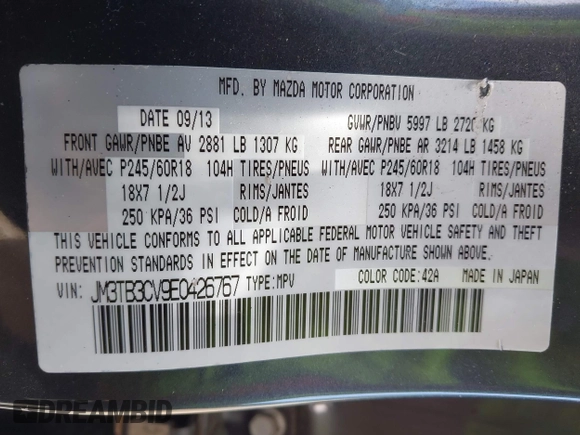 MFD. BY MAZDA MOTOR CORPORATION
DATE 09/13 GVWR/PNBV 5997 LB 2720 KG
FRONT GAWR/PNBE AV 2881 LB 1307 KG REAR GAWR/PNBE AR 3214 LB 1458 KG
WITH/AVEC P245/60R18 104H TIRES/PNEUS WITH/AVEC P245/60R18 104H TIRES/PNEUS
18X7 1/2J RIMS/JANTES 18X7 1/2J RIMS/JANTES
250 KPA/36 PSI COLD/A FROID 250 KPA/36 PSI COLD/A FROID
THIS VEHICLE CONFORMS TO ALL APPLICABLE FEDERAL MOTOR VEHICLE SAFETY AND THEFT
PREVENTION STANDARDS IN EFFECT ON THE DATE OF MANUFACTURE SHOWN ABOVE.
VIN: JM3TB3CV9E0426767 TYPE:MPV COLOR CODE:42A MADE IN JAPAN
DREAMBID